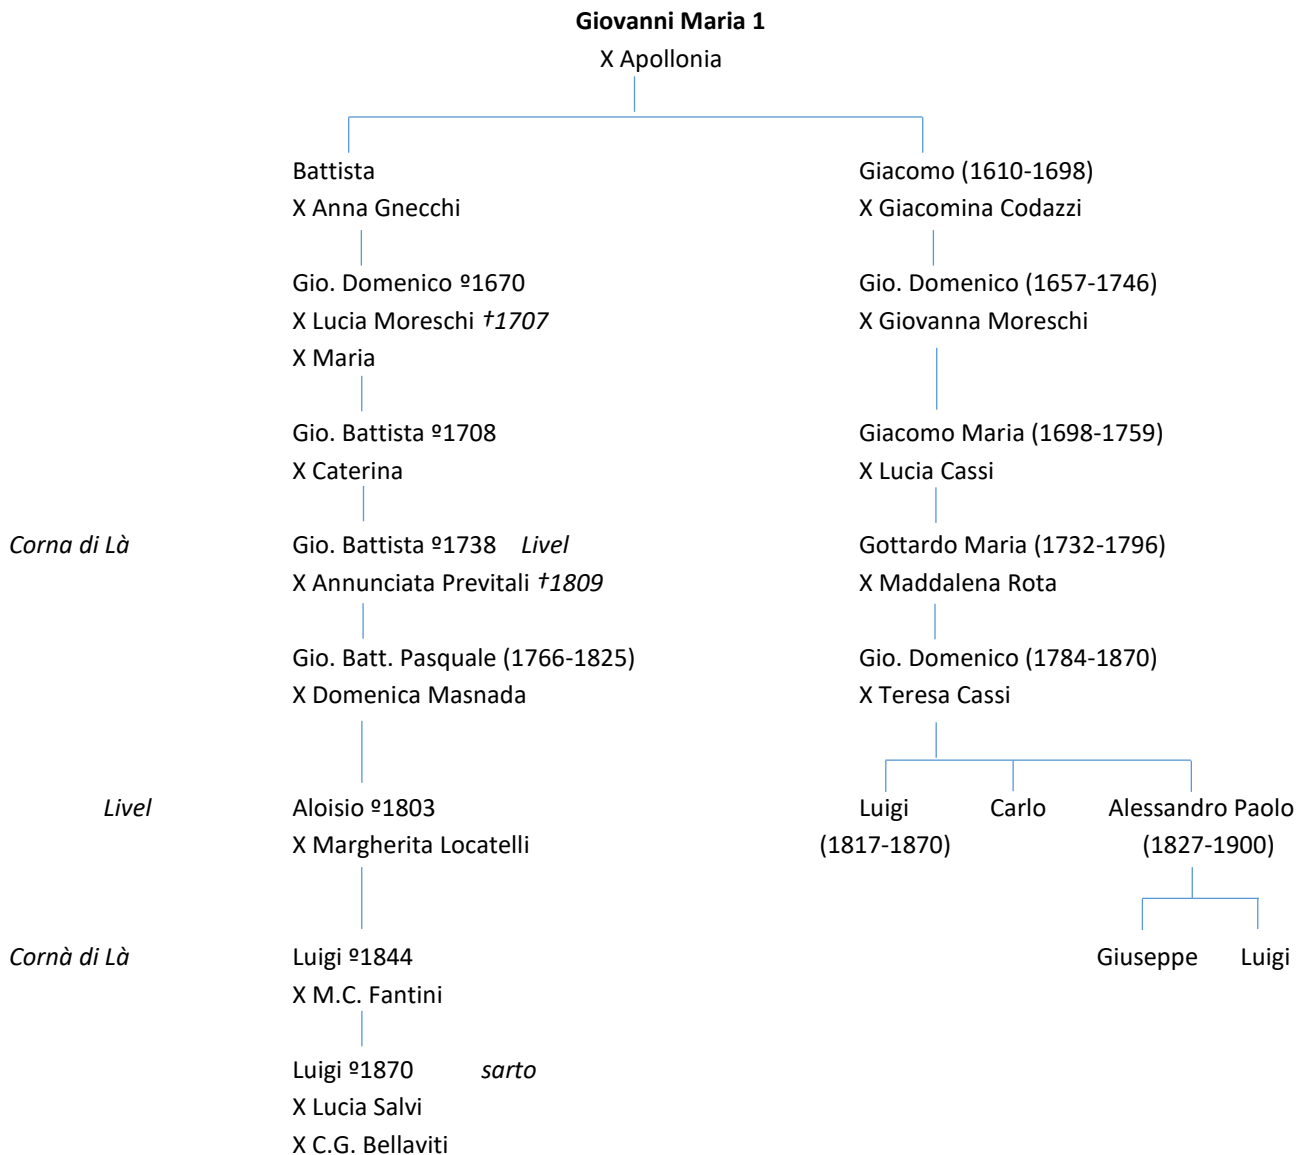 Giovanni Maria 1
X Apollonia
Battista Giacomo (1610-1698)
X Anna Gnecchi X Giacomina Codazzi
Gio. Domenico º1670 Gio. Domenico (1657-1746)
X Lucia Moreschi †1707 X Giovanna Moreschi
X Maria
Gio. Battista º1708 Giacomo Maria (1698-1759)
X Caterina X Lucia Cassi
Corna di Là Gio. Battista º1738 Livel Gottardo Maria (1732-1796)
X Annunciata Previtali †1809 X Maddalena Rota
Gio. Batt. Pasquale (1766-1825) Gio. Domenico (1784-1870)
X Domenica Masnada X Teresa Cassi
Livel Aloisio º1803 Luigi Carlo Alessandro Paolo
X Margherita Locatelli (1817-1870) (1827-1900)
Cornà di Là Luigi º1844 Giuseppe Luigi
X M.C. Fantini
Luigi º1870 sarto
X Lucia Salvi
X C.G. Bellaviti